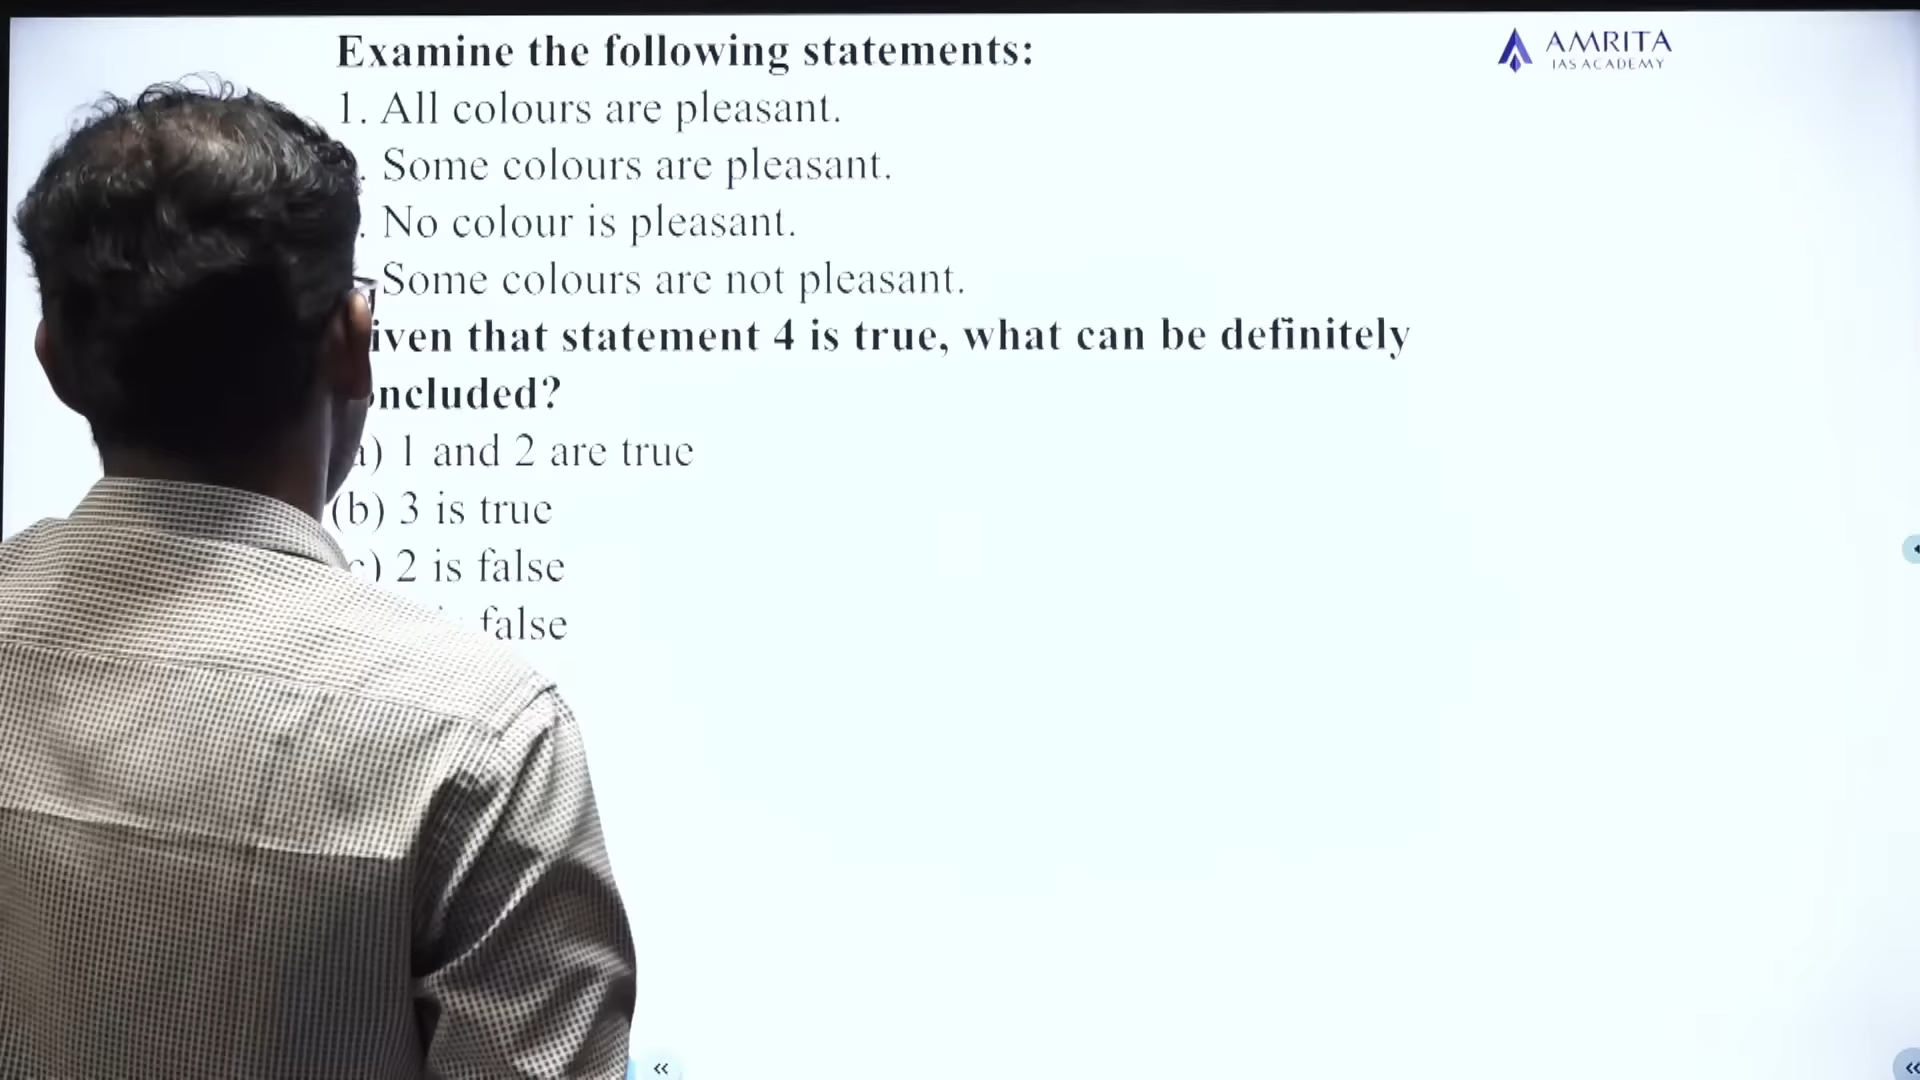 Examine the following statements:
AMRITA
IAS ACADEMY
1. All colours are pleasant.
. Some colours are pleasant.
. No colour is pleasant.
Some colours are not pleasant.
that statement 4 is true, what can be definitely
1 and 2 are true
(b) 3 is true
2 is false
false